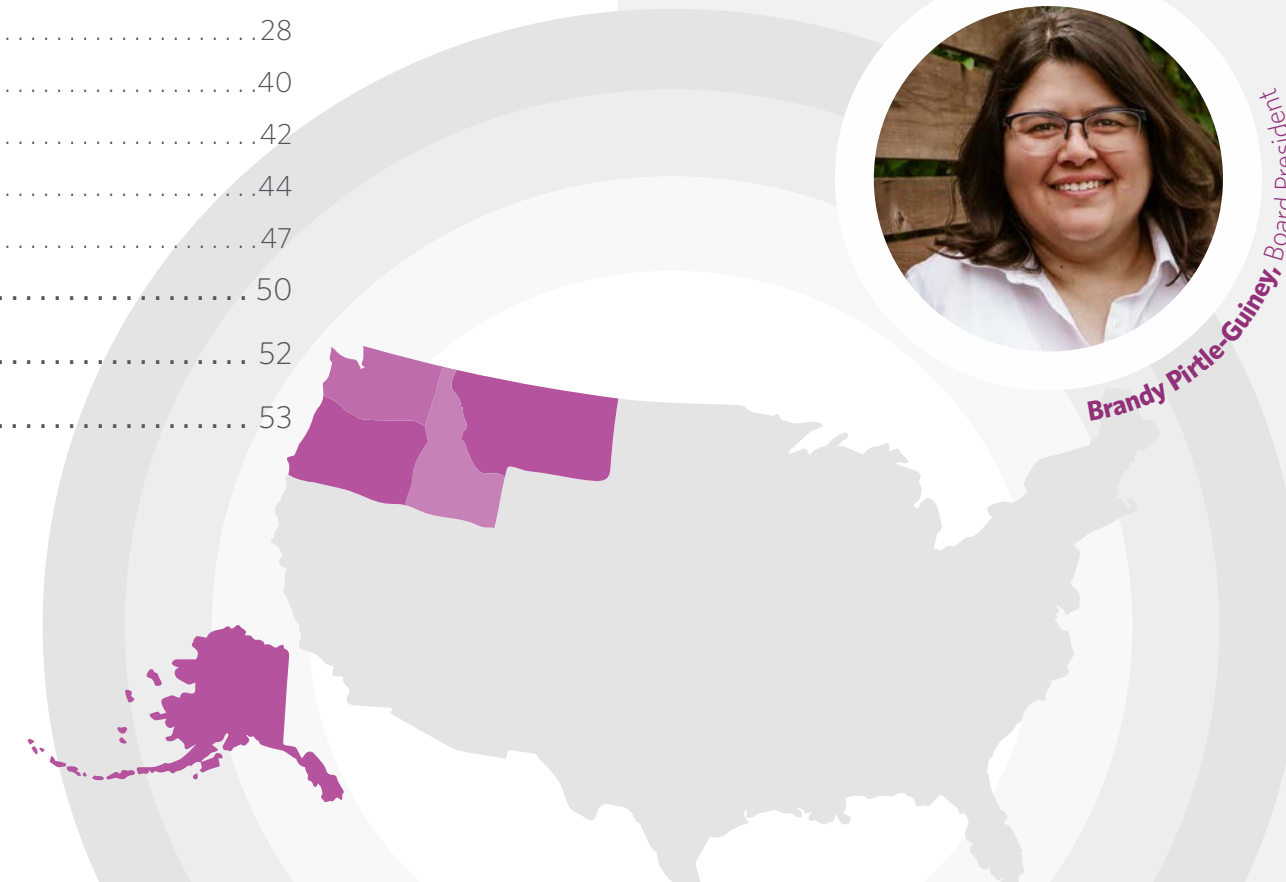 . . . . . . . . . . . . . . . . . . . . . 28
. . . . . . . . . . . . . . . . . . . . . 40
. . . . . . . . . . . . . . . . . . . . . 42
. . . . . . . . . . . . . . . . . . . . . 44
. . . . . . . . . . . . . . . . . . . . . 47
. . . . . . . . . . . . . . . . . 50
. . . . . . . . . . . . . . . . . 52
. . . . . . . . . . . . . . . . . 53
Brandy Pirtle-Guiney, Board President